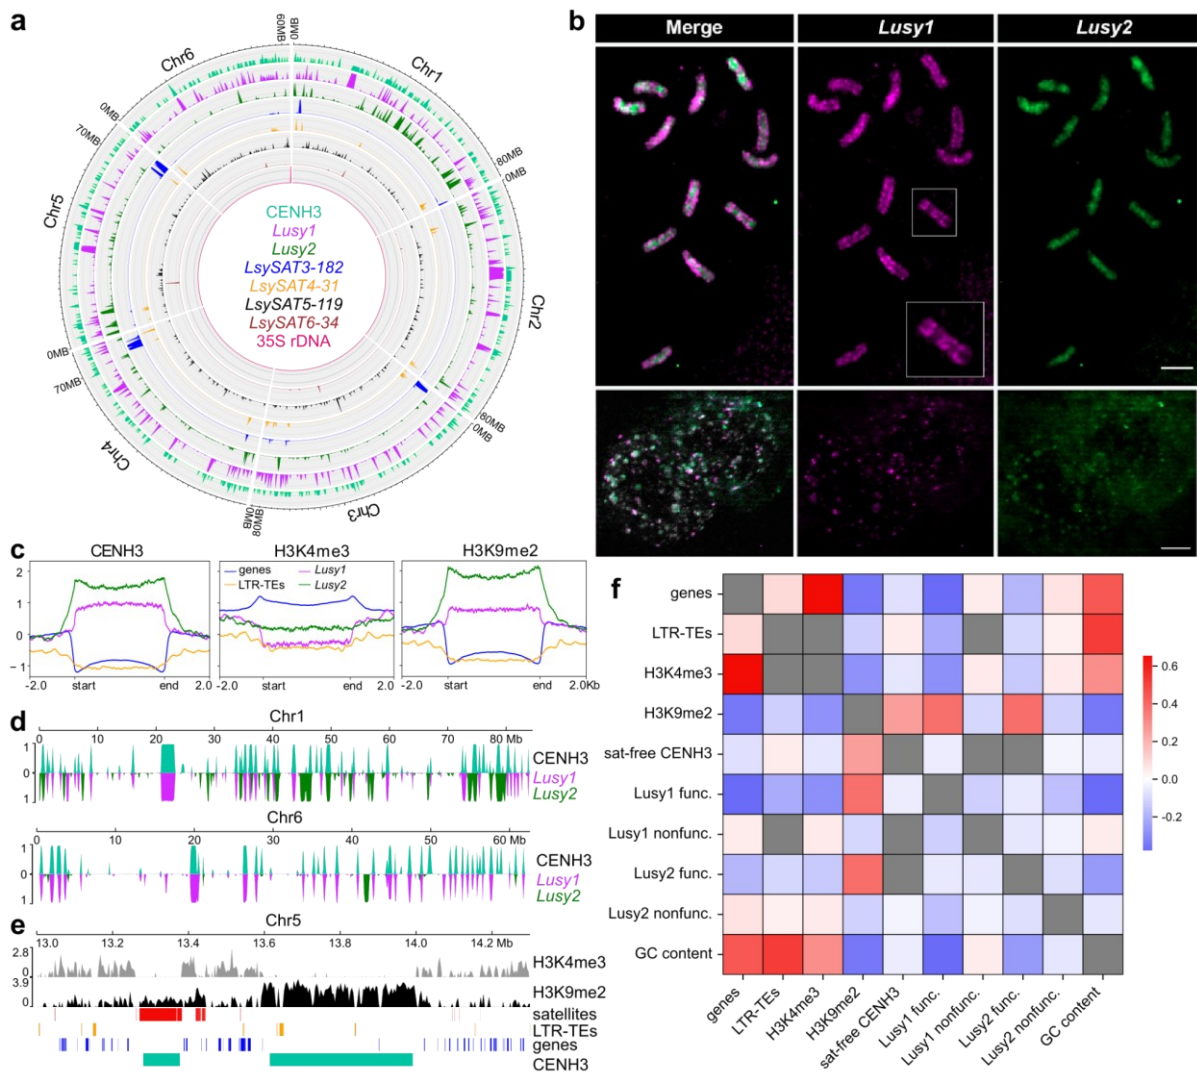 a
Chr1
Chr2
Chr3
Chr4
Chr5
Chr6
60MB
0MB
80MB
0MB
80MB
0MB
80MB
0MB
70MB
0MB
70MB
0MB
CENH3
Lusy1
Lusy2
LsySAT3-182
LsySAT4-31
LsySAT5-119
LsySAT6-34
35S rDNA
b
Merge Lusy1 Lusy2
c
CENH3 H3K4me3 H3K9me2
genes Lusy1
LTR-TEs Lusy2
2
1
0
−1
-2.0 start end 2.0 -2.0 start end 2.0 -2.0 start end 2.0Kb
d
Chr1
0 10 20 30 40 50 60 70 80 Mb
1
0
1
CENH3
Lusy1
Lusy2
Chr6
0 10 20 30 40 50 60 Mb
1
0
1
CENH3
Lusy1
Lusy2
e
Chr5
13.0 13.2 13.4 13.6 13.8 14.0 14.2 Mb
2.8
0
H3K4me3
3.9
0
H3K9me2
satellites
LTR-TEs
genes
CENH3
f
genes
LTR-TEs
H3K4me3
H3K9me2
sat-free CENH3
Lusy1 func.
Lusy1 nonfunc.
Lusy2 func.
Lusy2 nonfunc.
GC content
genes
LTR-TEs
H3K4me3
H3K9me2
sat-free CENH3
Lusy1 func.
Lusy1 nonfunc.
Lusy2 func.
Lusy2 nonfunc.
GC content
0.6
0.4
0.2
0.0
-0.2